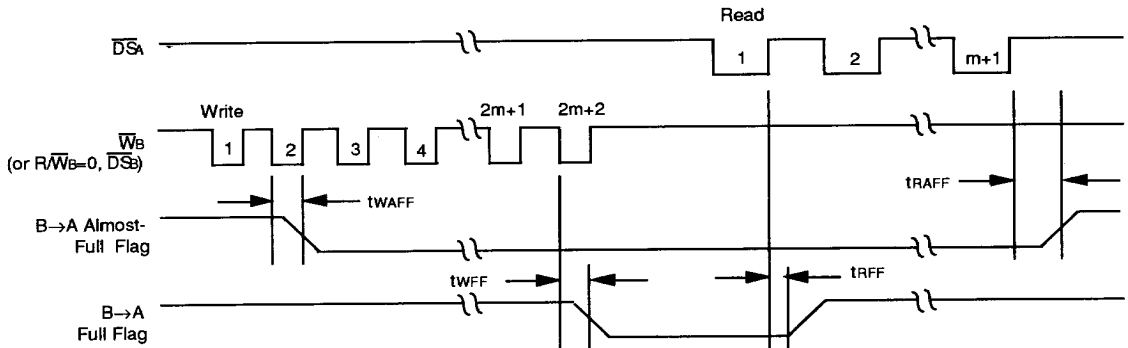 Read
DSA
1
2
m+1
Write
2m+1
2m+2
WB
(or R/WB=0, DSB)
1
2
3
4
tRAFF
tWAFF
B→A Almost-
Full Flag
tWFF
tRFF
B→A
Full Flag